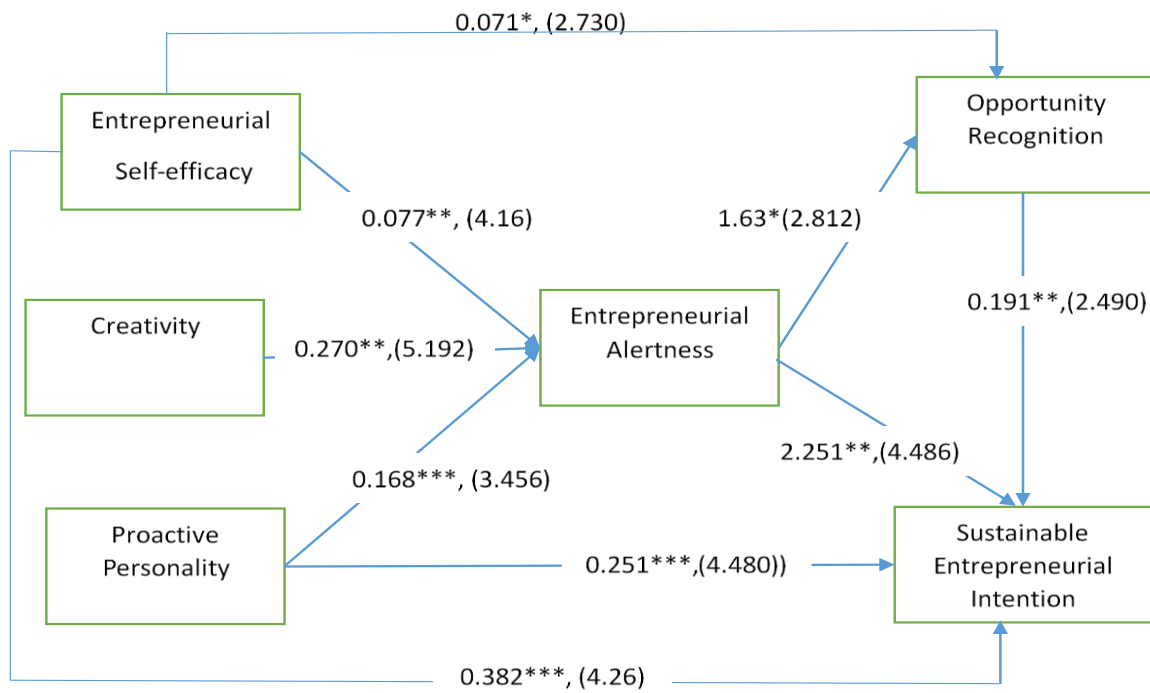 0.071*, (2.730)
Entrepreneurial
Self-efficacy
Opportunity
Recognition
0.077**, (4.16)
1.63*(2.812)
Creativity
0.270**,(5.192)
Entrepreneurial
Alertness
0.191**,(2.490)
2.251**,(4.486)
0.168***, (3.456)
Proactive
Personality
0.251***,(4.480))
Sustainable
Entrepreneurial
Intention
0.382***, (4.26)